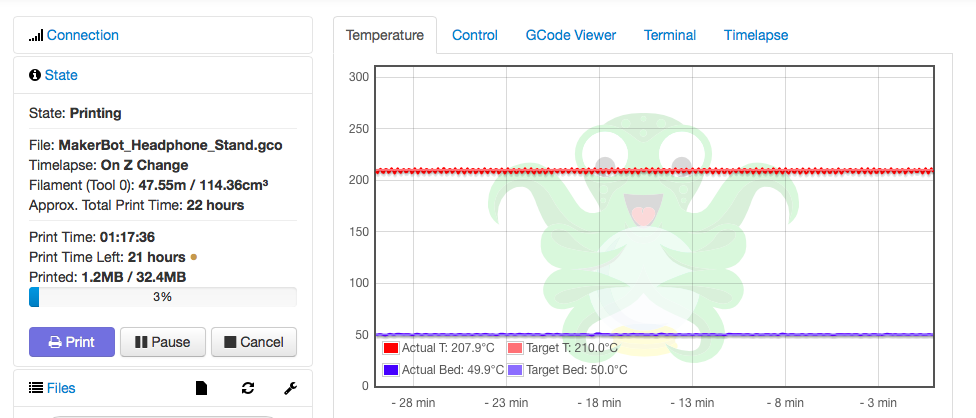 Connection
State
State: Printing
File: MakerBot_Headphone_Stand.gco
Timelapse: On Z Change
Filament (Tool 0): 47.55m / 114.36cm³
Approx. Total Print Time: 22 hours
Print Time: 01:17:36
Print Time Left: 21 hours
Printed: 1.2MB / 32.4MB
3%
Print Pause Cancel
Files
Temperature Control GCode Viewer Terminal Timelapse
300
250
200
150
100
50
0
Actual T: 207.9°C Target T: 210.0°C
Actual Bed: 49.9°C Target Bed: 50.0°C
- 28 min - 23 min - 18 min - 13 min - 8 min - 3 min